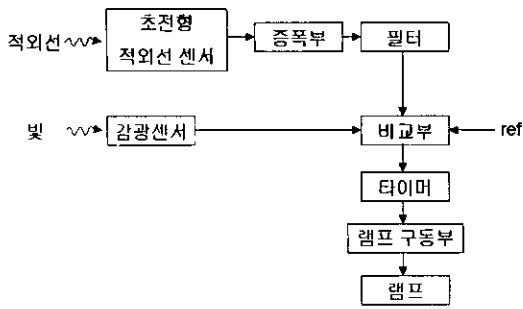 적외선
초전형
적외선 센서
증폭부
필터
빛
감광센서
비교부
ref
타이머
램프 구동부
램프